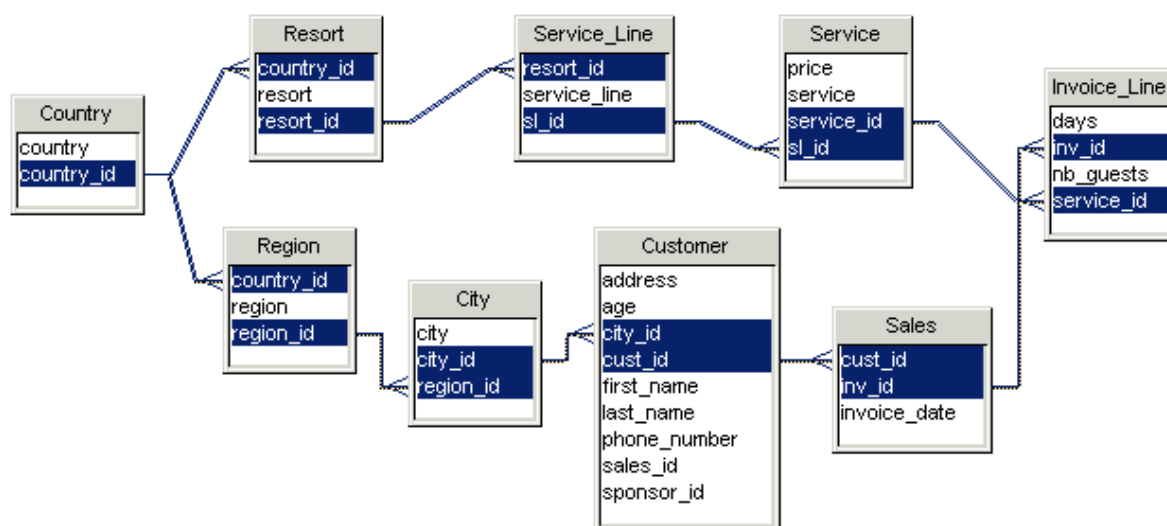 Country
country
country_id
Resort
country_id
resort
resort_id
Service_Line
resort_id
service_line
sl_id
Service
price
service
service_id
sl_id
Invoice_Line
days
inv_id
nb_guests
service_id
Region
country_id
region
region_id
City
city
city_id
region_id
Customer
address
age
city_id
cust_id
first_name
last_name
phone_number
sales_id
sponsor_id
Sales
cust_id
inv_id
invoice_date